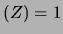 (Z) = 1